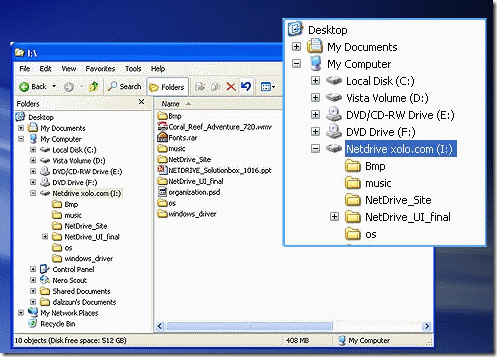 I:\
File Edit View Favorites Tools Help
Back Search Folders
Folders
Desktop
My Documents
My Computer
Local Disk (C:)
Vista Volume (D:)
DVD/CD-RW Drive (E:)
DVD Drive (F:)
Netdrive xolo.com (I:)
Bmp
music
NetDrive_Site
NetDrive_UI_final
os
windows_driver
Control Panel
Nero Scout
Shared Documents
dalzun's Documents
My Network Places
Recycle Bin
Name
Bmp
Coral_Reef_Adventure_720.wmv
Fonts.rar
music
NetDrive_Site
NETDRIVE_Solutionbox_1016.ppt
NetDrive_UI_final
organization.psd
os
windows_driver
10 objects (Disk free space: 512 GB) 408 MB My Computer
Desktop
My Documents
My Computer
Local Disk (C:)
Vista Volume (D:)
DVD/CD-RW Drive (E:)
DVD Drive (F:)
Netdrive xolo.com (I:)
Bmp
music
NetDrive_Site
NetDrive_UI_final
os